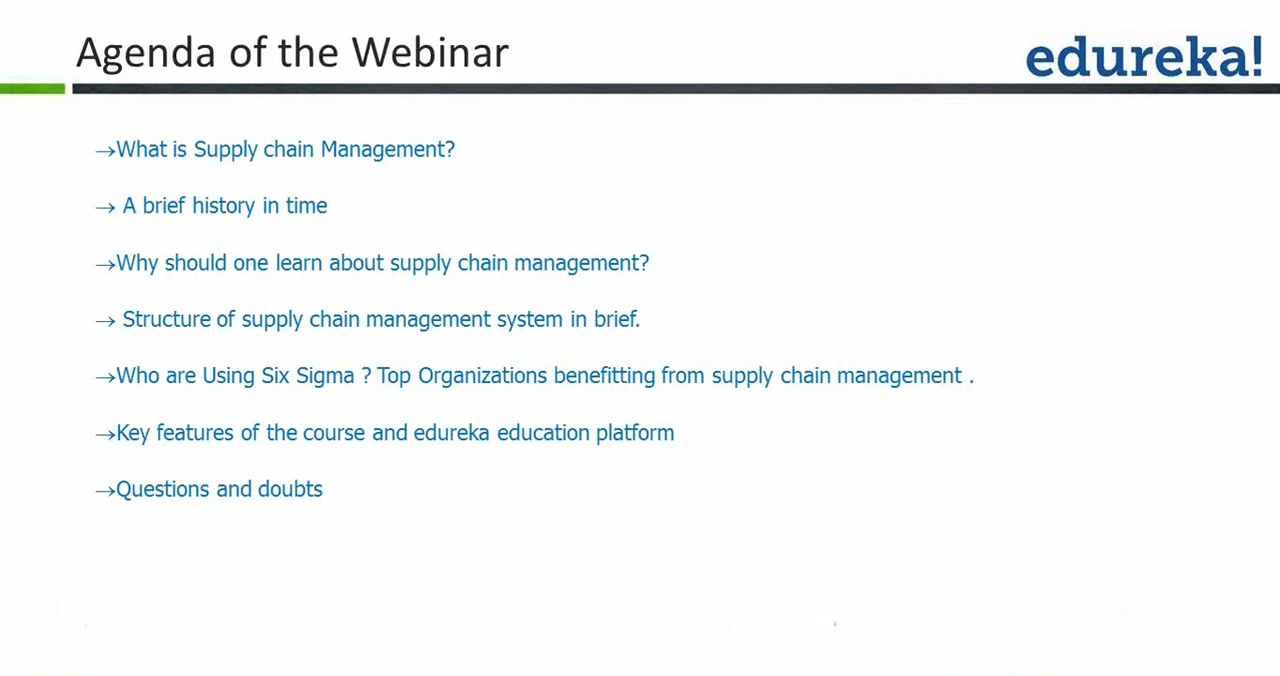 Agenda of the Webinar
edureka!
→What is Supply chain Management?
→ A brief history in time
→Why should one learn about supply chain management?
→ Structure of supply chain management system in brief.
→Who are Using Six Sigma ? Top Organizations benefitting from supply chain management .
→Key features of the course and edureka education platform
→Questions and doubts